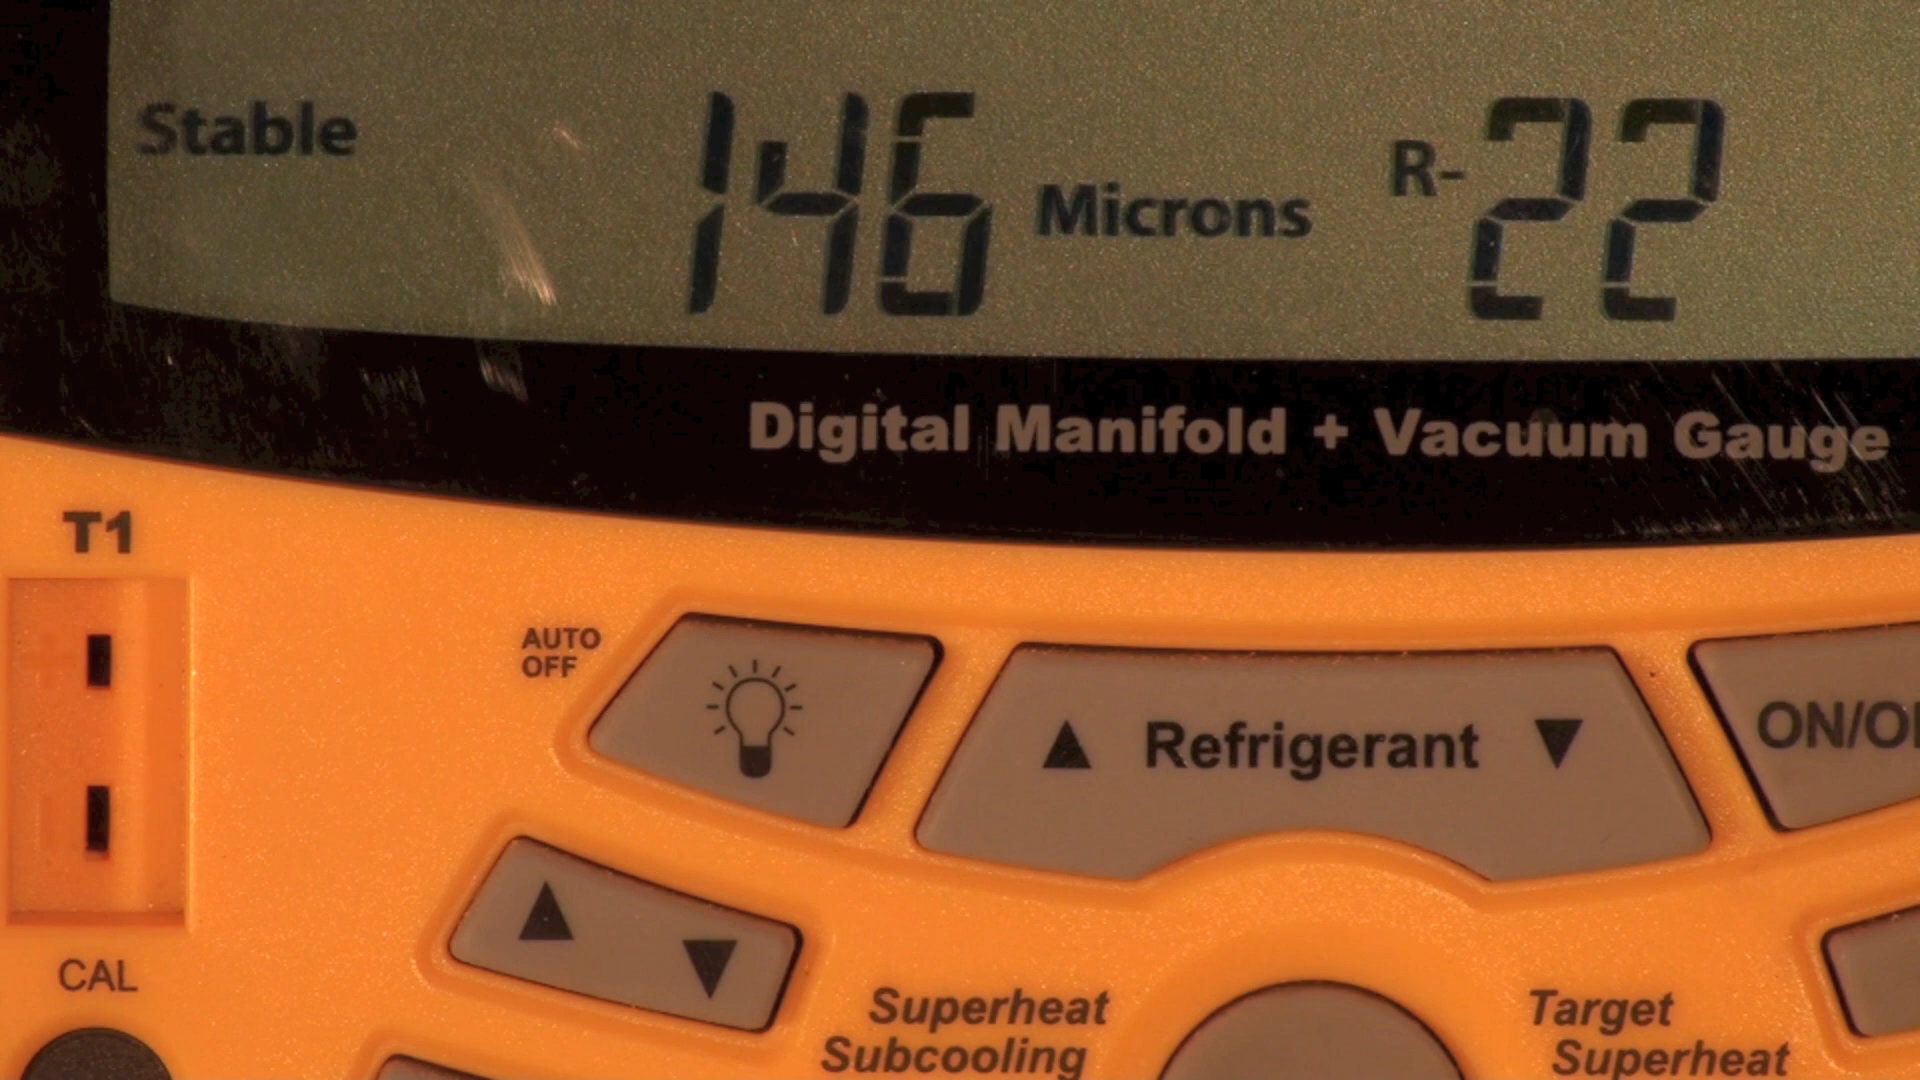 Stable 146 Microns R-22
Digital Manifold + Vacuum Gauge
T1
AUTO
OFF
▲ Refrigerant ▼
▲ ▼
CAL
Superheat
Subcooling
Target
Superheat